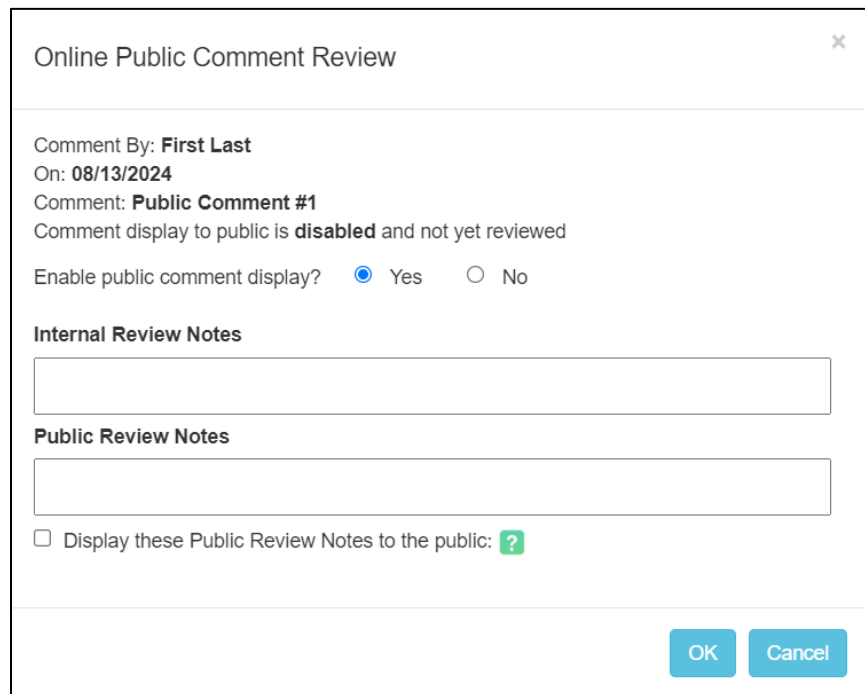 Online Public Comment Review
×
Comment By: First Last
On: 08/13/2024
Comment: Public Comment #1
Comment display to public is disabled and not yet reviewed
Enable public comment display? Yes No
Internal Review Notes
Public Review Notes
Display these Public Review Notes to the public: ?
OK Cancel